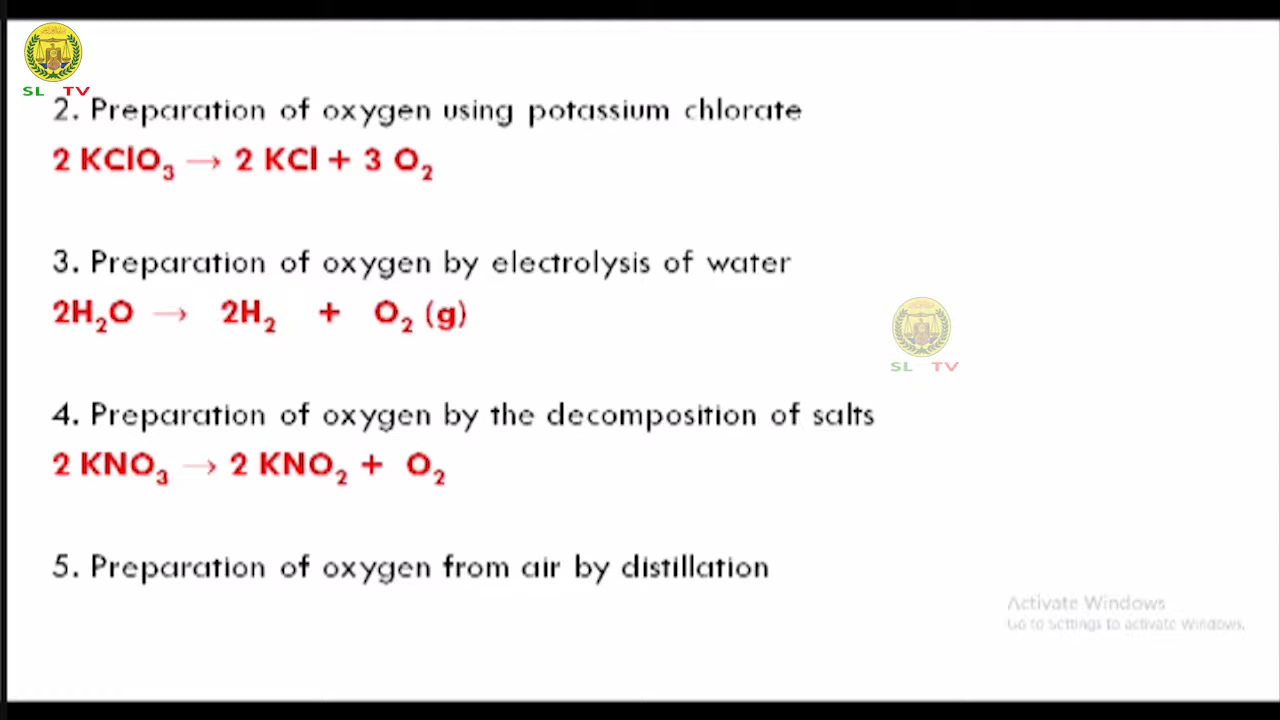 SL TV
2. Preparation of oxygen using potassium chlorate
2 KClO₃ → 2 KCl + 3 O₂
3. Preparation of oxygen by electrolysis of water
2H₂O → 2H₂ + O₂ (g)
SL TV
4. Preparation of oxygen by the decomposition of salts
2 KNO₃ → 2 KNO₂ + O₂
5. Preparation of oxygen from air by distillation
Activate Windows
Go to Settings to activate Windows.